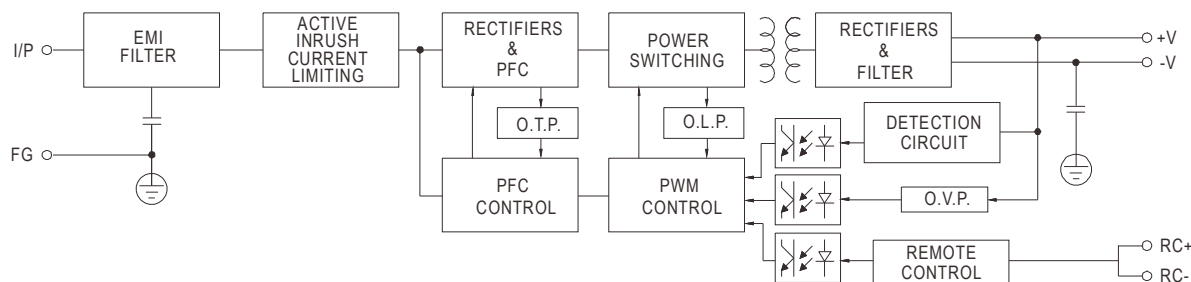 I/P
EMI
FILTER
ACTIVE
INRUSH
CURRENT
LIMITING
RECTIFIERS
&
PFC
POWER
SWITCHING
RECTIFIERS
&
FILTER
+V
-V
O.T.P.
O.L.P.
DETECTION
CIRCUIT
FG
PFC
CONTROL
PWM
CONTROL
O.V.P.
REMOTE
CONTROL
RC+
RC-